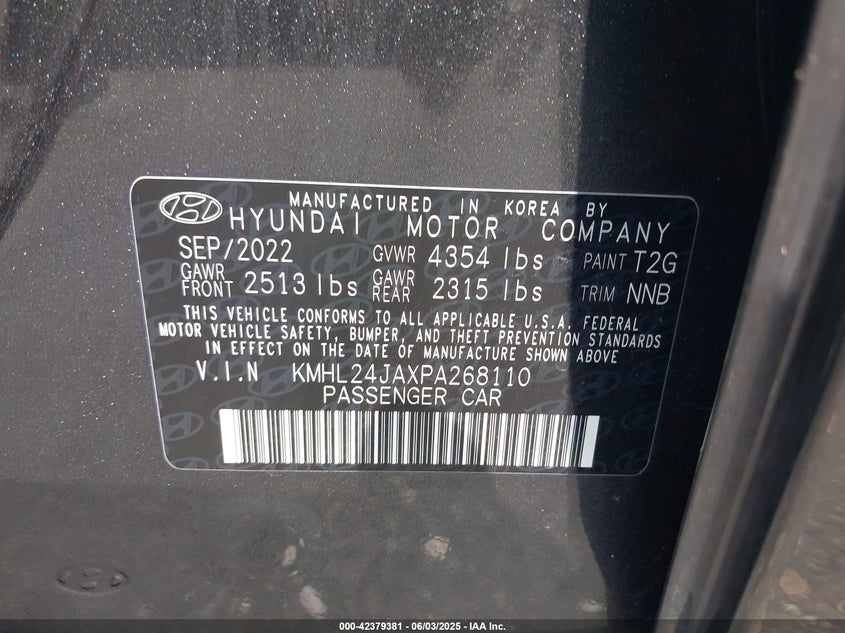 MANUFACTURED IN KOREA BY
HYUNDAI MOTOR COMPANY
SEP/2022 GVWR 4354 lbs PAINT T2G
GAWR FRONT 2513 lbs GAWR REAR 2315 lbs TRIM NNB
THIS VEHICLE CONFORMS TO ALL APPLICABLE U.S.A. FEDERAL
MOTOR VEHICLE SAFETY, BUMPER, AND THEFT PREVENTION STANDARDS
IN EFFECT ON THE DATE OF MANUFACTURE SHOWN ABOVE
V.I.N KMHL24JAXPA268110
PASSENGER CAR
000-42379381 - 06/03/2025 - IAA Inc.